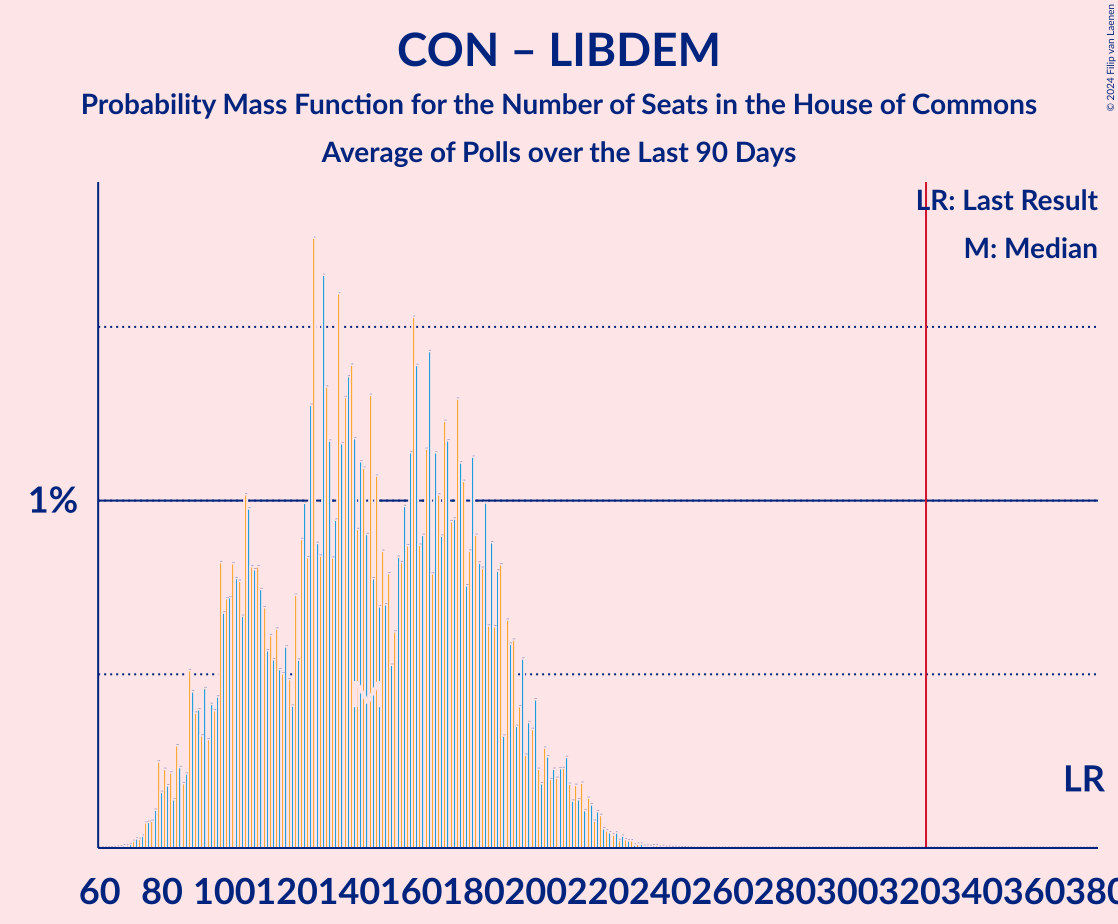 CON – LIBDEM
Probability Mass Function for the Number of Seats in the House of Commons
Average of Polls over the Last 90 Days
© 2024 Filip van Laenen
LR: Last Result
M: Median
1%
M
LR
60 80 100 120 140 160 180 200 220 240 260 280 300 320 340 360 380